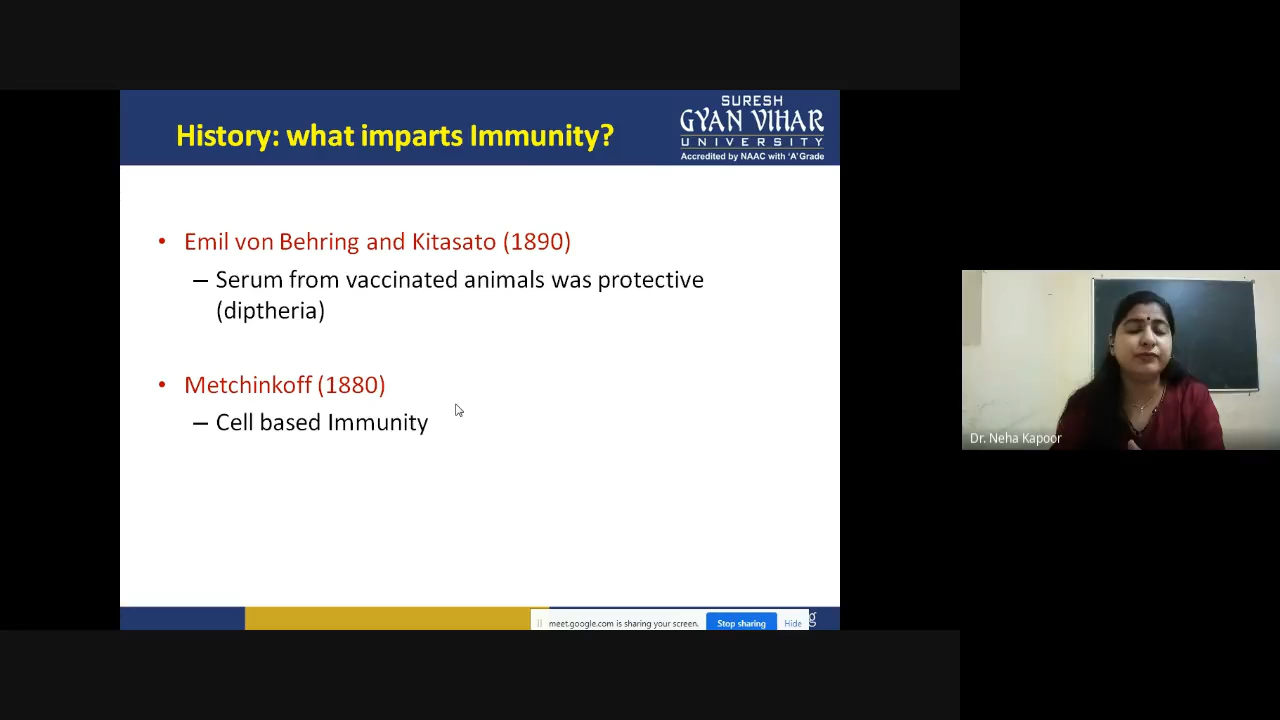 History: what imparts Immunity?
SURESH
GYAN VIHAR
UNIVERSITY
Accredited by NAAC with 'A' Grade
• Emil von Behring and Kitasato (1890)
– Serum from vaccinated animals was protective
(diptheria)
• Metchinkoff (1880)
– Cell based Immunity
Dr. Neha Kapoor
meet.google.com is sharing your screen.
Stop sharing
Hide